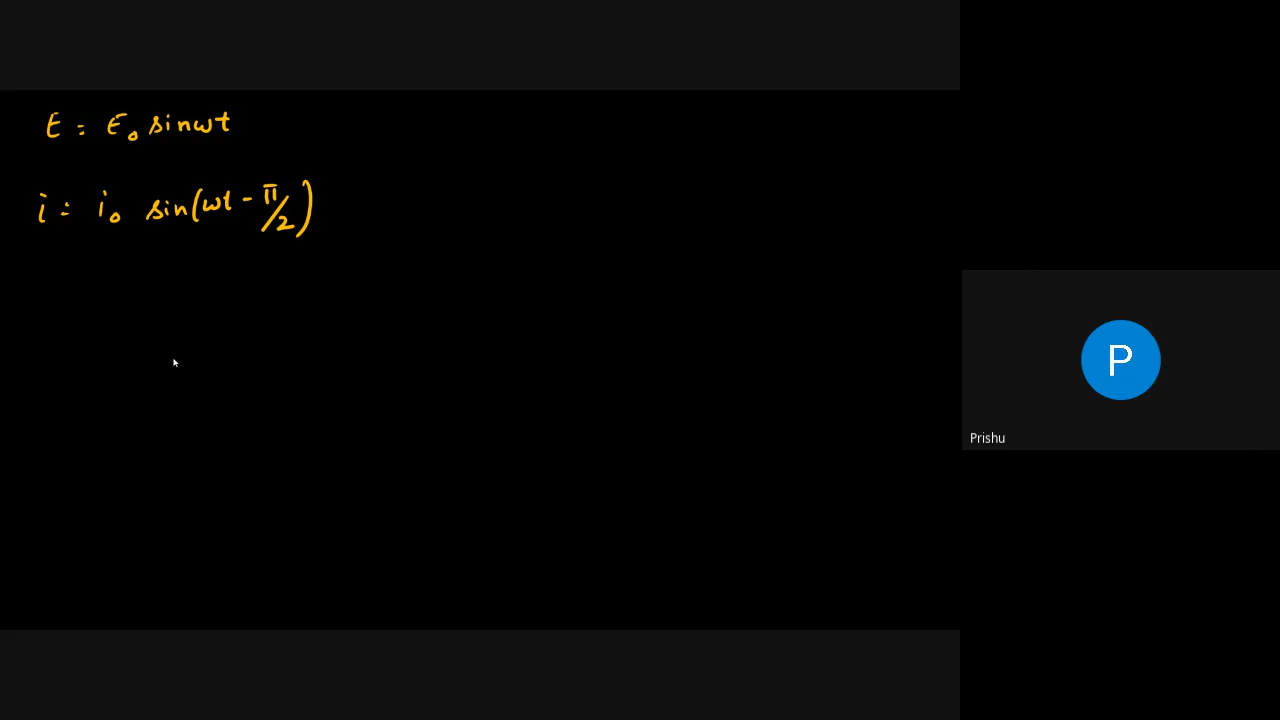 E = E₀ sinωt
i = i₀ sin(ωt - π/2)
P
Prishu